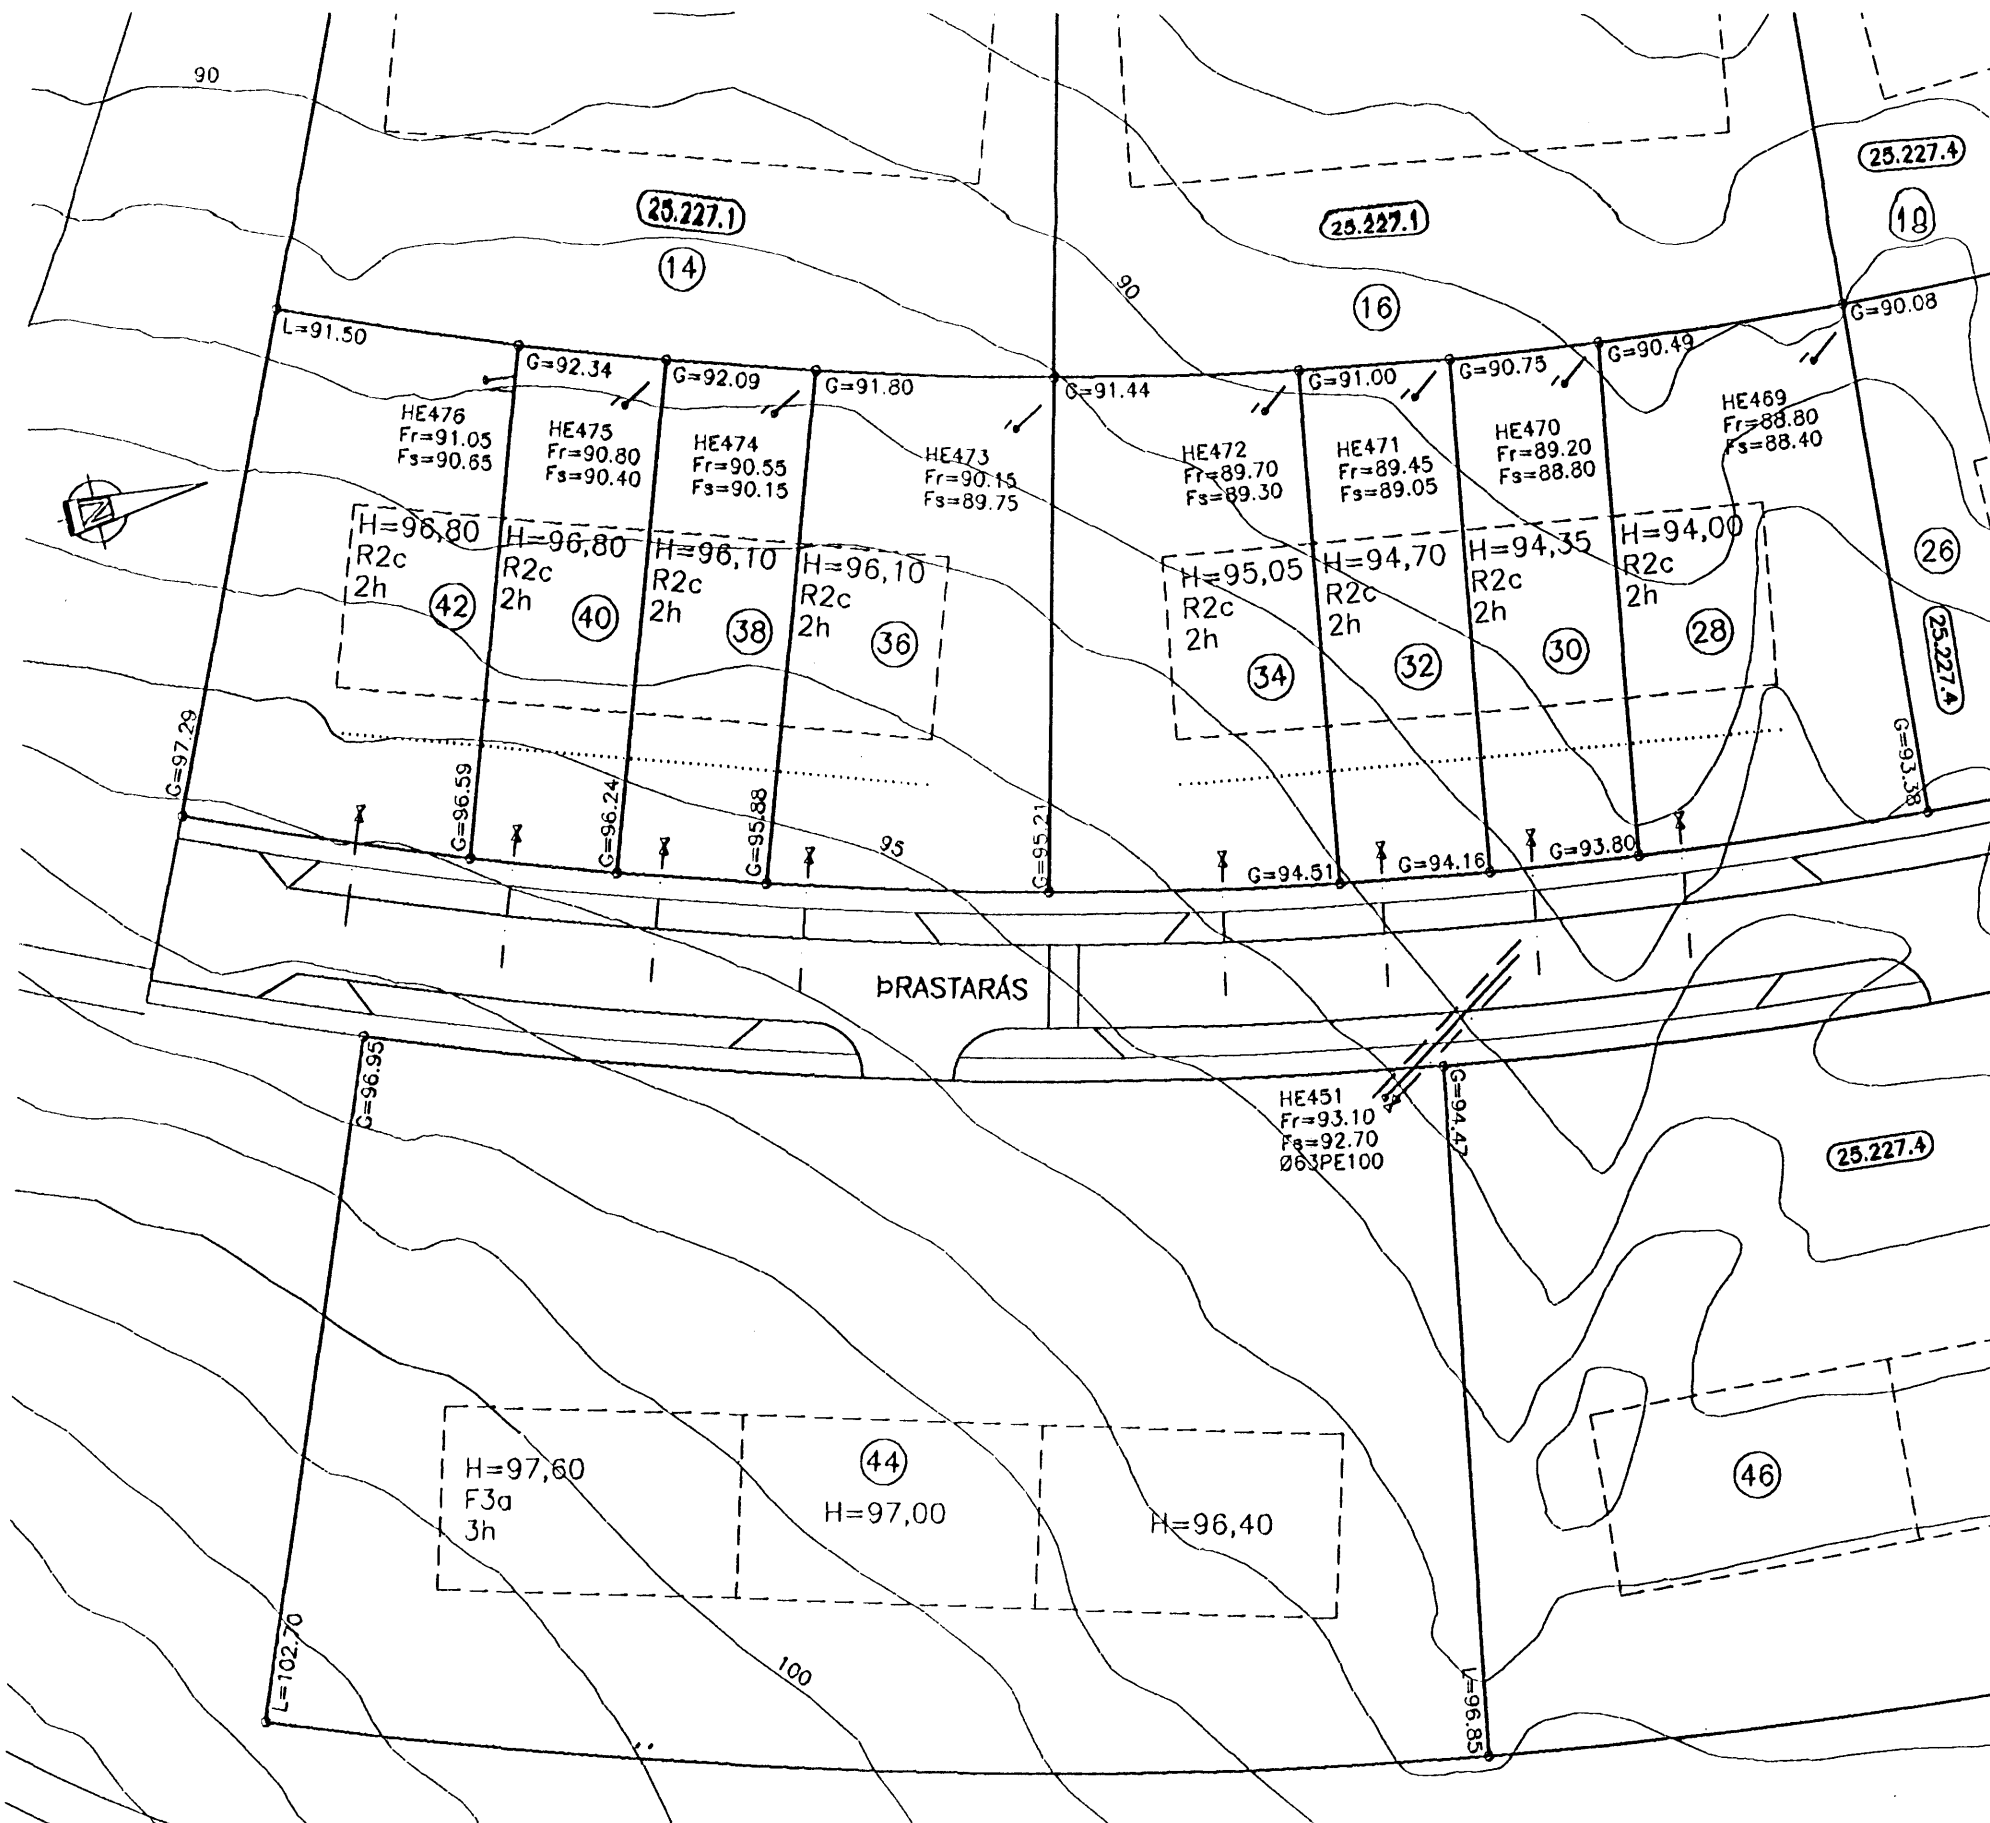 90
25.227.4
18
25.227.1
14
25.227.1
16
90
L=91.50
G=92.34
G=92.09
G=91.80
G=91.44
G=91.00
G=90.75
G=90.49
G=90.08
HE476
Fr=91.05
Fs=90.65
HE475
Fr=90.80
Fs=90.40
HE474
Fr=90.55
Fs=90.15
HE473
Fr=90.15
Fs=89.75
HE472
Fr=89.70
Fs=89.30
HE471
Fr=89.45
Fs=89.05
HE470
Fr=89.20
Fs=88.80
HE469
Fr=88.80
Fs=88.40
N
H=96,80
R2c
2h
42
H=96,80
R2c
2h
40
H=96,10
R2c
2h
38
H=96,10
R2c
2h
36
H=95,05
R2c
2h
34
H=94,70
R2c
2h
32
H=94,35
R2c
2h
30
H=94,00
R2c
2h
28
26
25.227.4
G=97.29
G=96.59
G=96.24
G=95.88
95
G=95.21
G=94.51
G=94.16
G=93.80
G=93.38
ÞRASTARÁS
G=96.95
HE451
Fr=93.10
Fs=92.70
Ø63PE100
G=94.47
25.227.4
H=97,60
F3a
3h
44
H=97,00
H=96,40
46
L=102.70
100
L=96.85